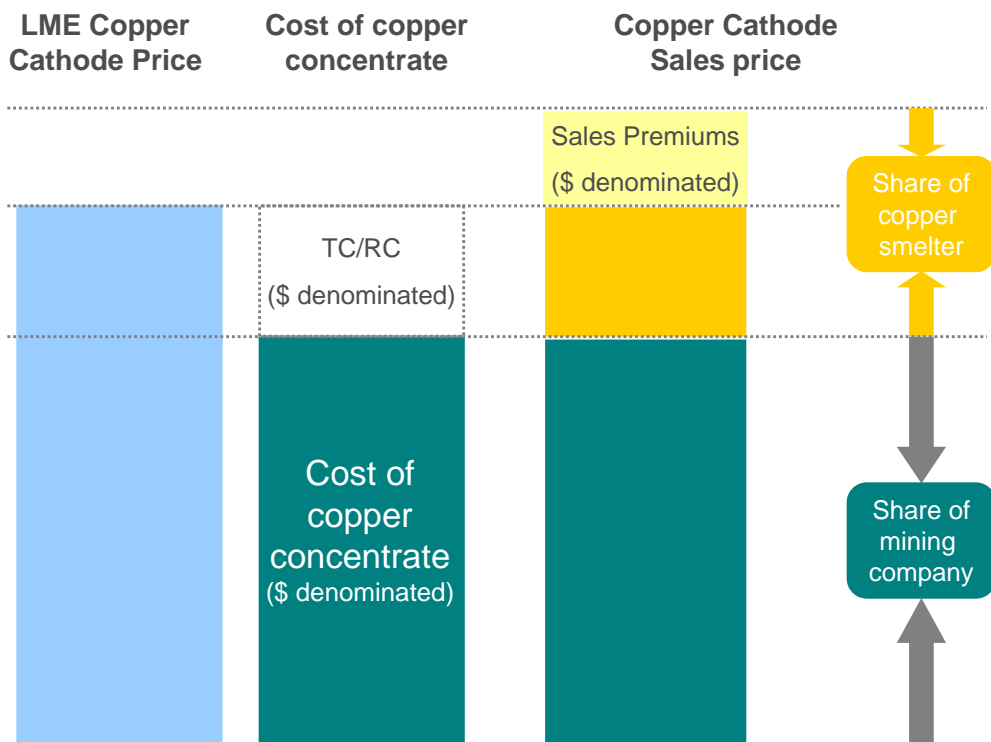 LME Copper
Cathode Price
Cost of copper
concentrate
Copper Cathode
Sales price
Sales Premiums
($ denominated)
TC/RC
($ denominated)
Share of
copper
smelter
Cost of
copper
concentrate
($ denominated)
Share of
mining
company